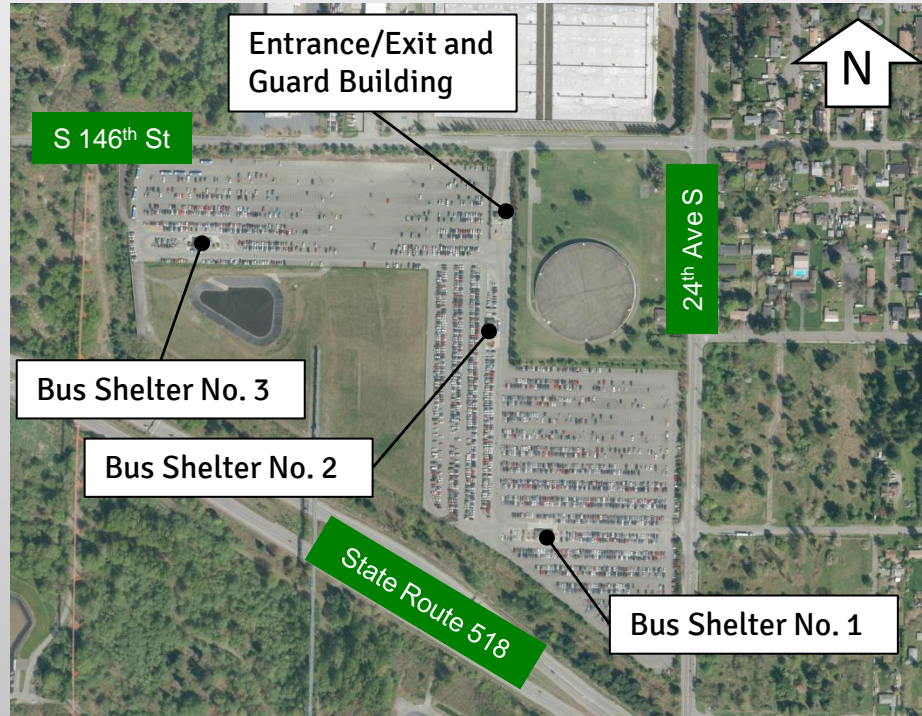 Entrance/Exit and
Guard Building
N
S 146th St
24th Ave S
Bus Shelter No. 3
Bus Shelter No. 2
State Route 518
Bus Shelter No. 1